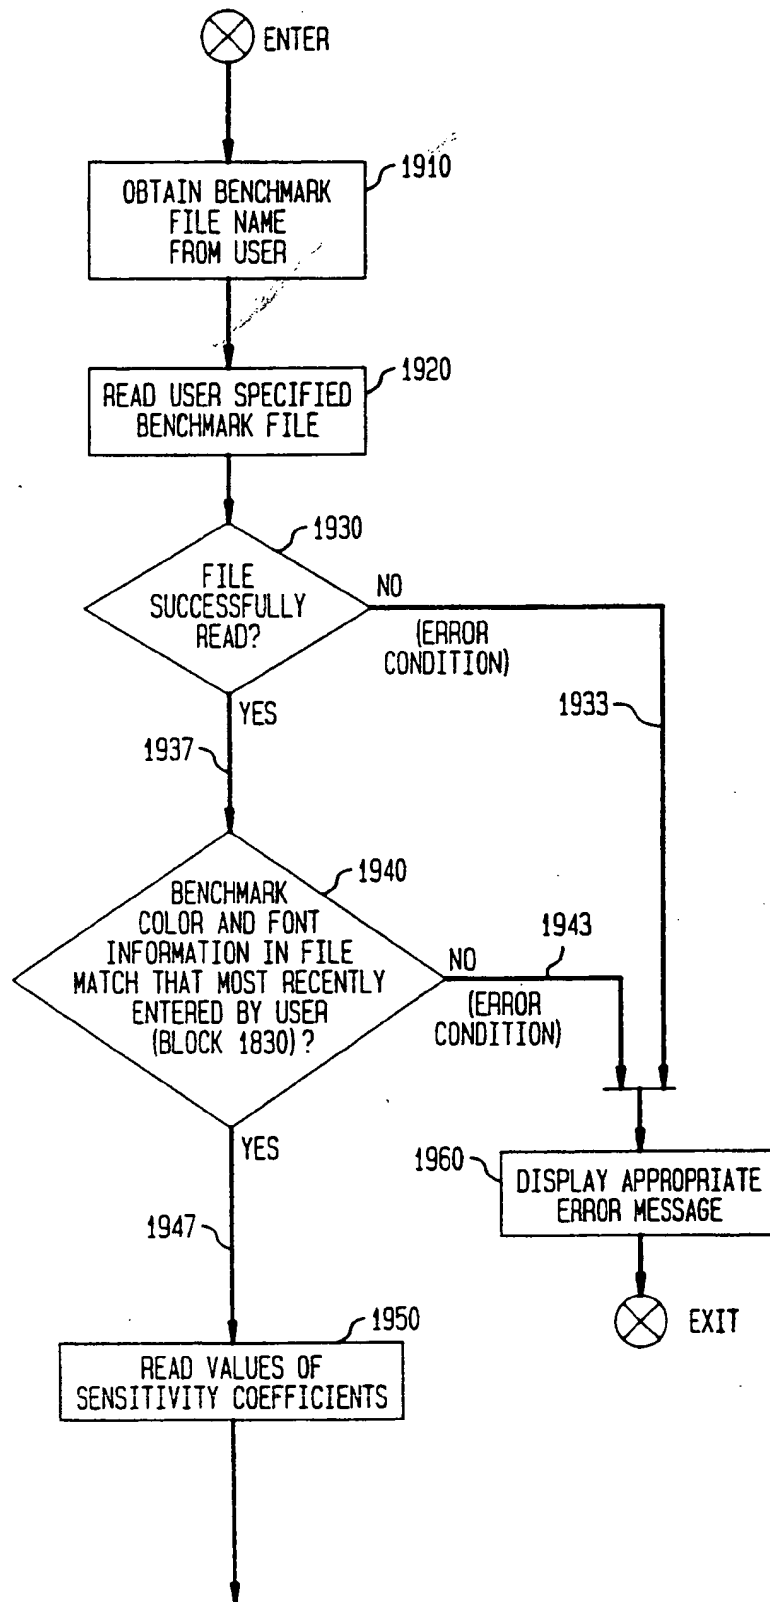 ENTER
1910
OBTAIN BENCHMARK
FILE NAME
FROM USER
1920
READ USER SPECIFIED
BENCHMARK FILE
1930
FILE
SUCCESSFULLY
READ?
NO
(ERROR
CONDITION)
YES
1933
1937
1940
BENCHMARK
COLOR AND FONT
INFORMATION IN FILE
MATCH THAT MOST RECENTLY
ENTERED BY USER
(BLOCK 1830)?
NO
1943
(ERROR
CONDITION)
YES
1960
DISPLAY APPROPRIATE
ERROR MESSAGE
1947
EXIT
1950
READ VALUES OF
SENSITIVITY COEFFICIENTS